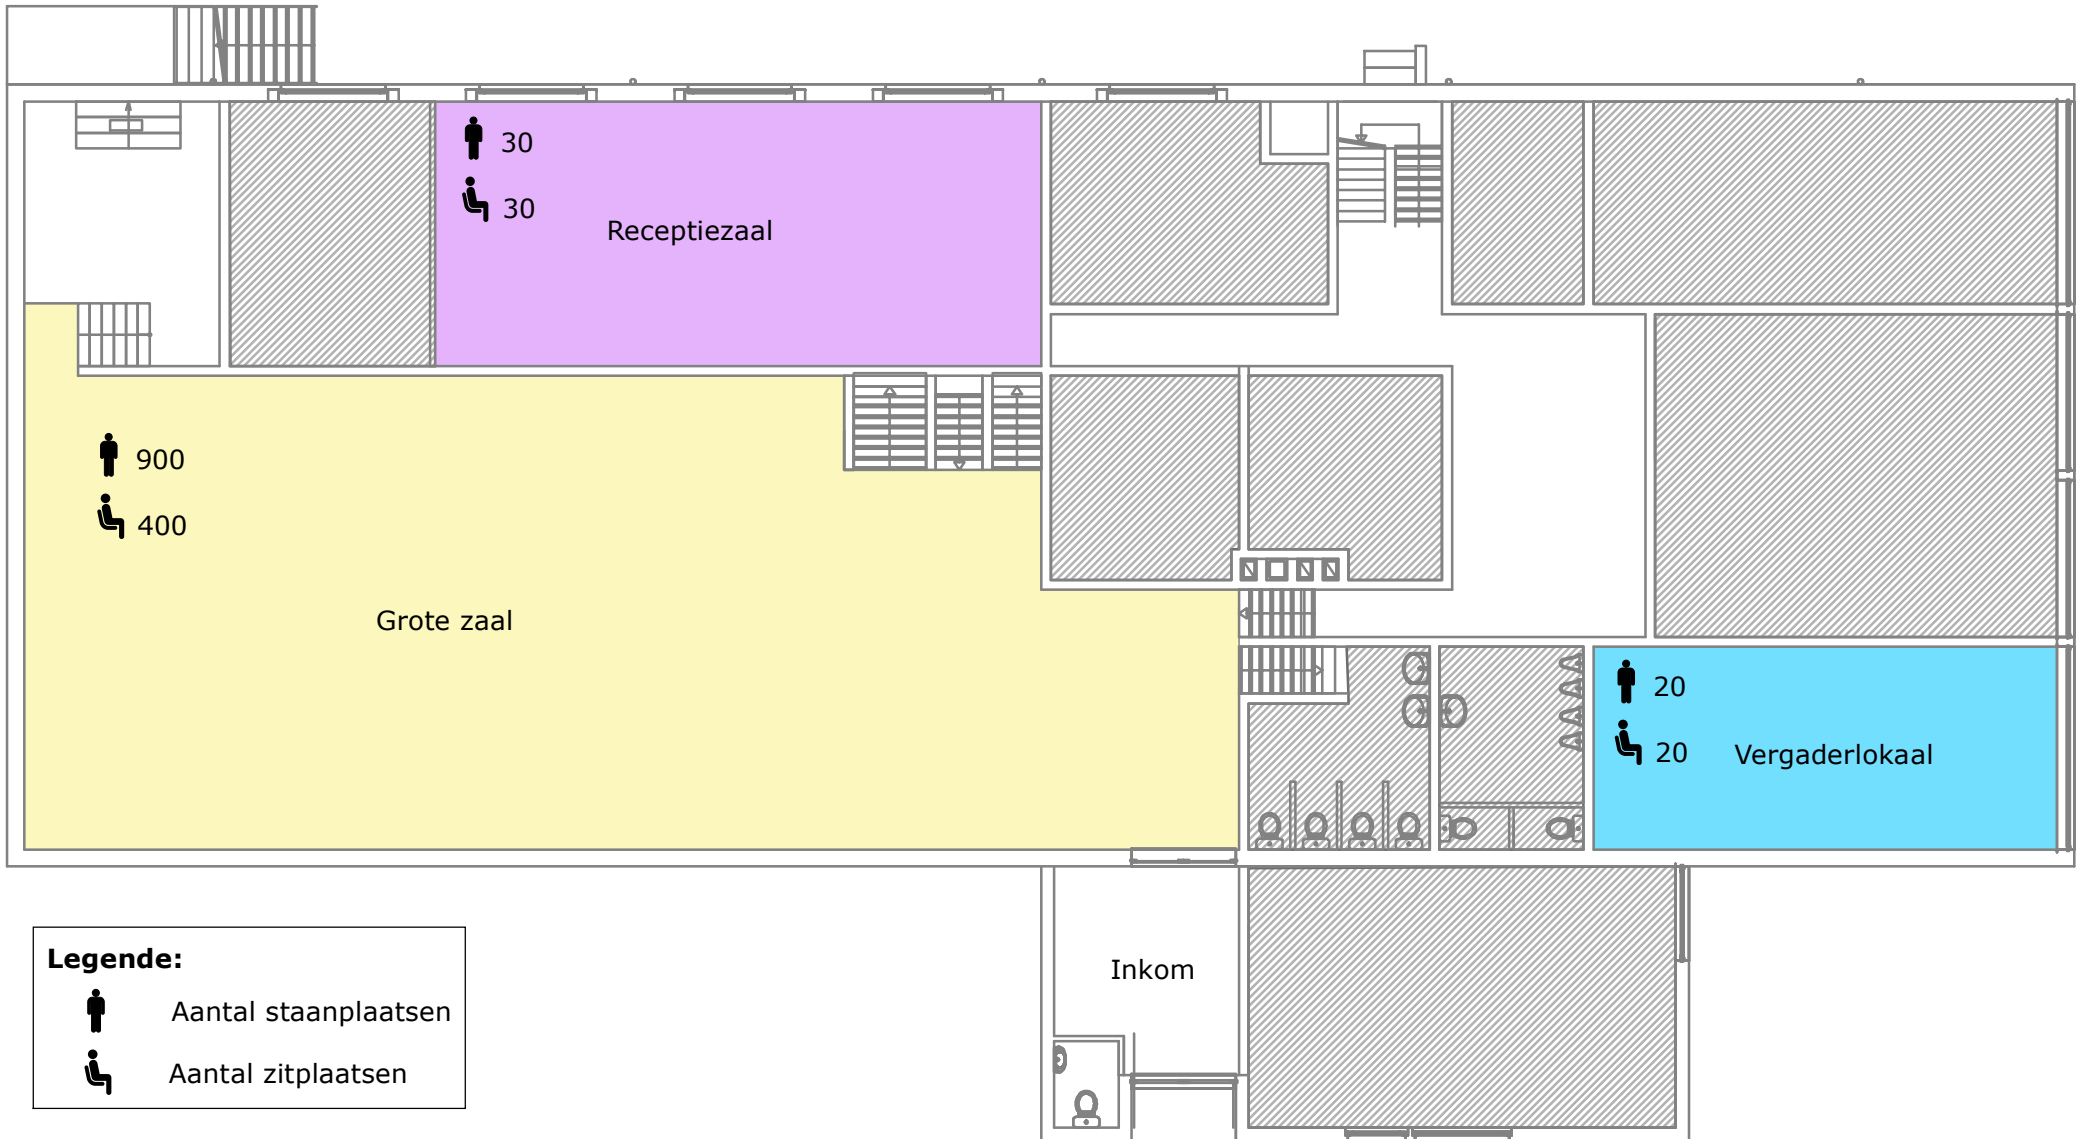 30
30
Receptiezaal
900
400
Grote zaal
20
20
Vergaderlokaal
Inkom
Legende:
Aantal staanplaatsen
Aantal zitplaatsen